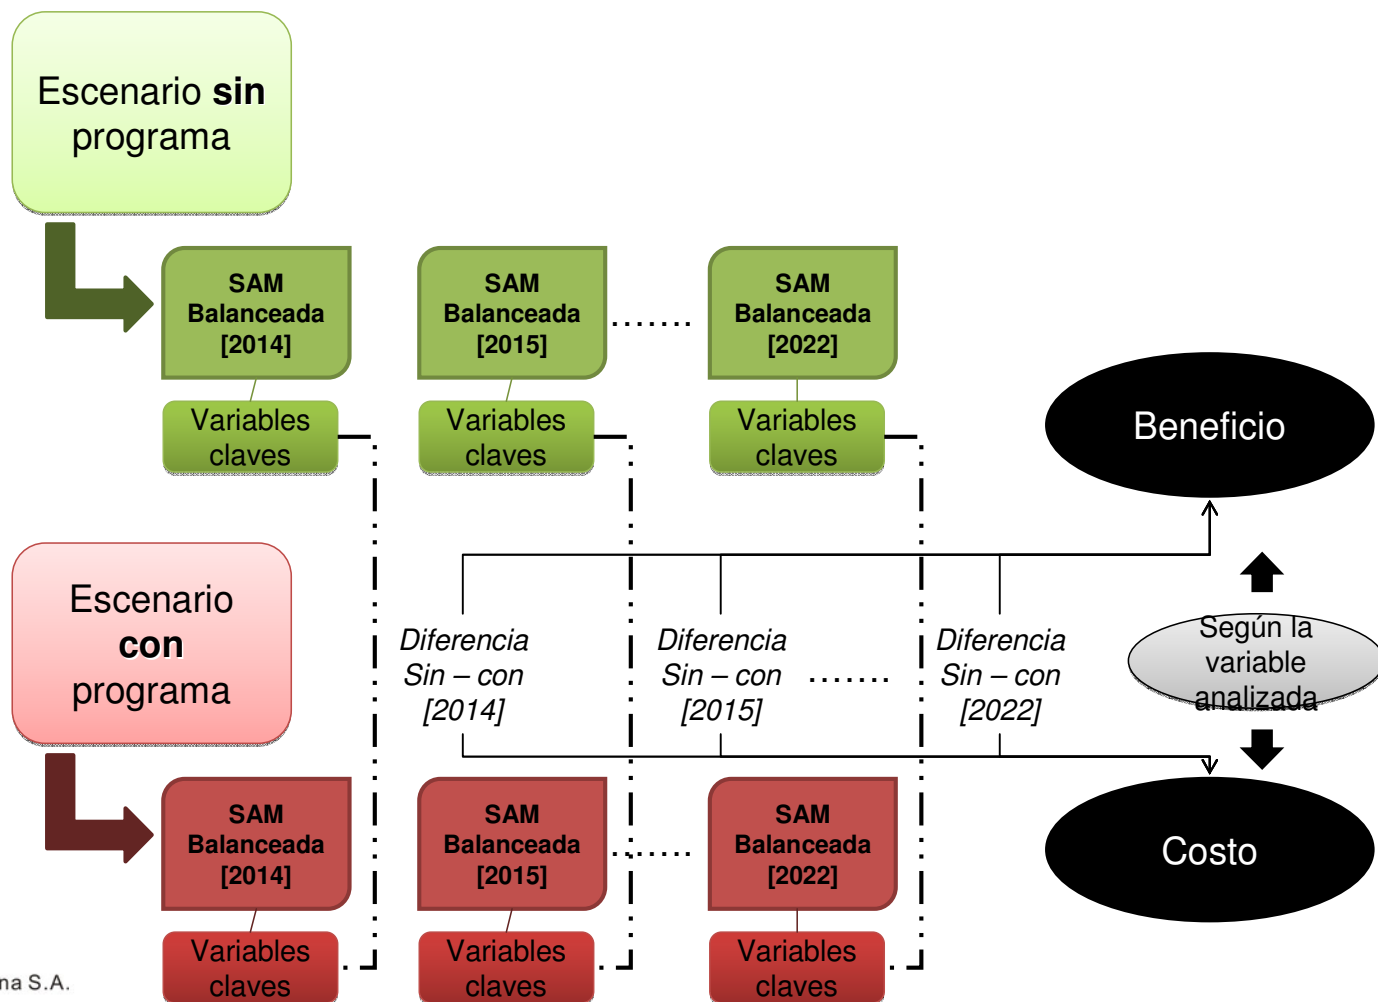 Escenario sin
programa
SAM
Balanceada
[2014]
SAM
Balanceada
[2015]
.......
SAM
Balanceada
[2022]
Variables
claves
Variables
claves
Variables
claves
Beneficio
Escenario
con
programa
Diferencia
Sin – con
[2014]
Diferencia
Sin – con
[2015]
.......
Diferencia
Sin – con
[2022]
Según la
variable
analizada
SAM
Balanceada
[2014]
SAM
Balanceada
[2015]
.......
SAM
Balanceada
[2022]
Costo
Variables
claves
Variables
claves
Variables
claves
na S.A.